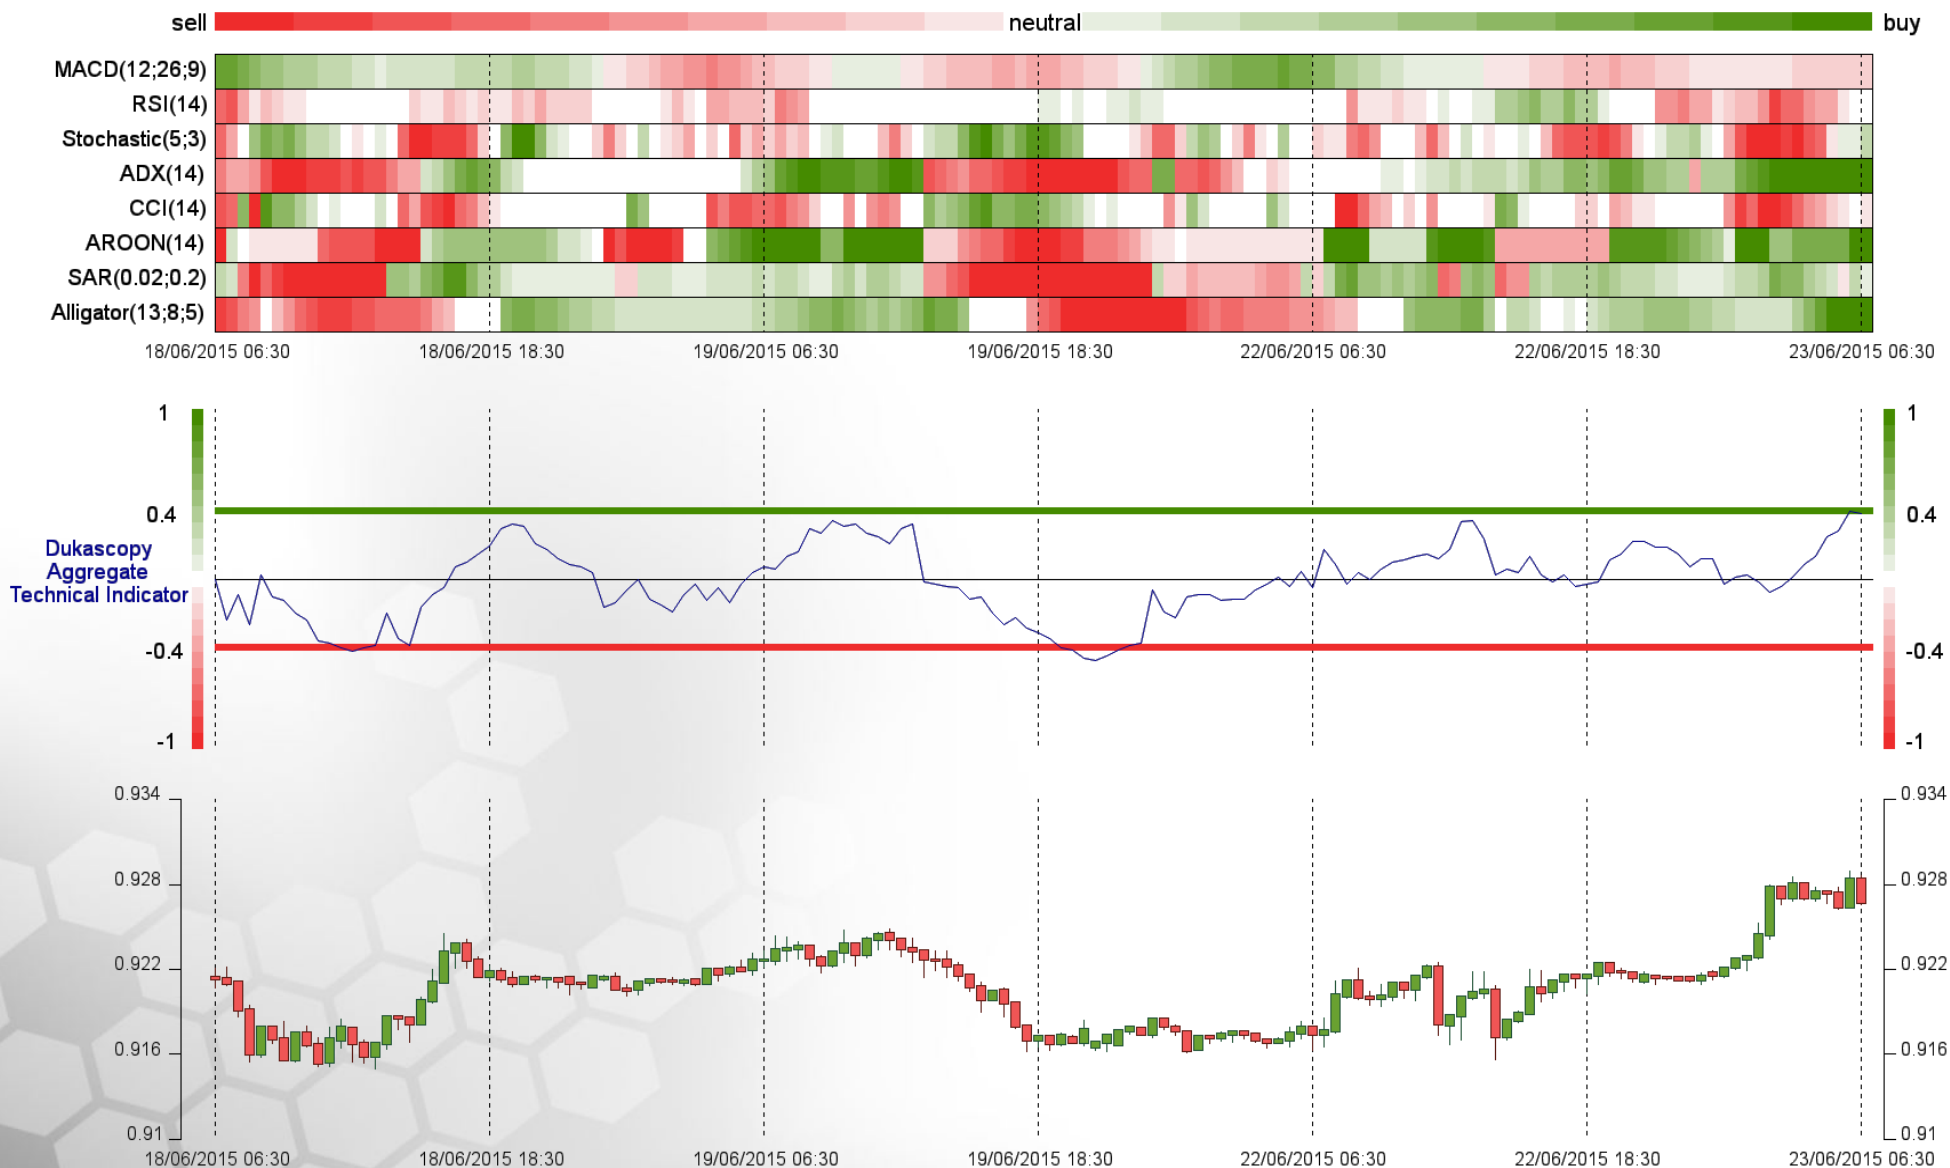 sell neutral buy
MACD(12;26;9)
RSI(14)
Stochastic(5;3)
ADX(14)
CCI(14)
AROON(14)
SAR(0.02;0.2)
Alligator(13;8;5)
18/06/2015 06:30 18/06/2015 18:30 19/06/2015 06:30 19/06/2015 18:30 22/06/2015 06:30 22/06/2015 18:30 23/06/2015 06:30
1 1
0.4 0.4
Dukascopy
Aggregate
Technical Indicator
-0.4 -0.4
-1 -1
0.934 0.934
0.928 0.928
0.922 0.922
0.916 0.916
0.91 0.91
18/06/2015 06:30 18/06/2015 18:30 19/06/2015 06:30 19/06/2015 18:30 22/06/2015 06:30 22/06/2015 18:30 23/06/2015 06:30